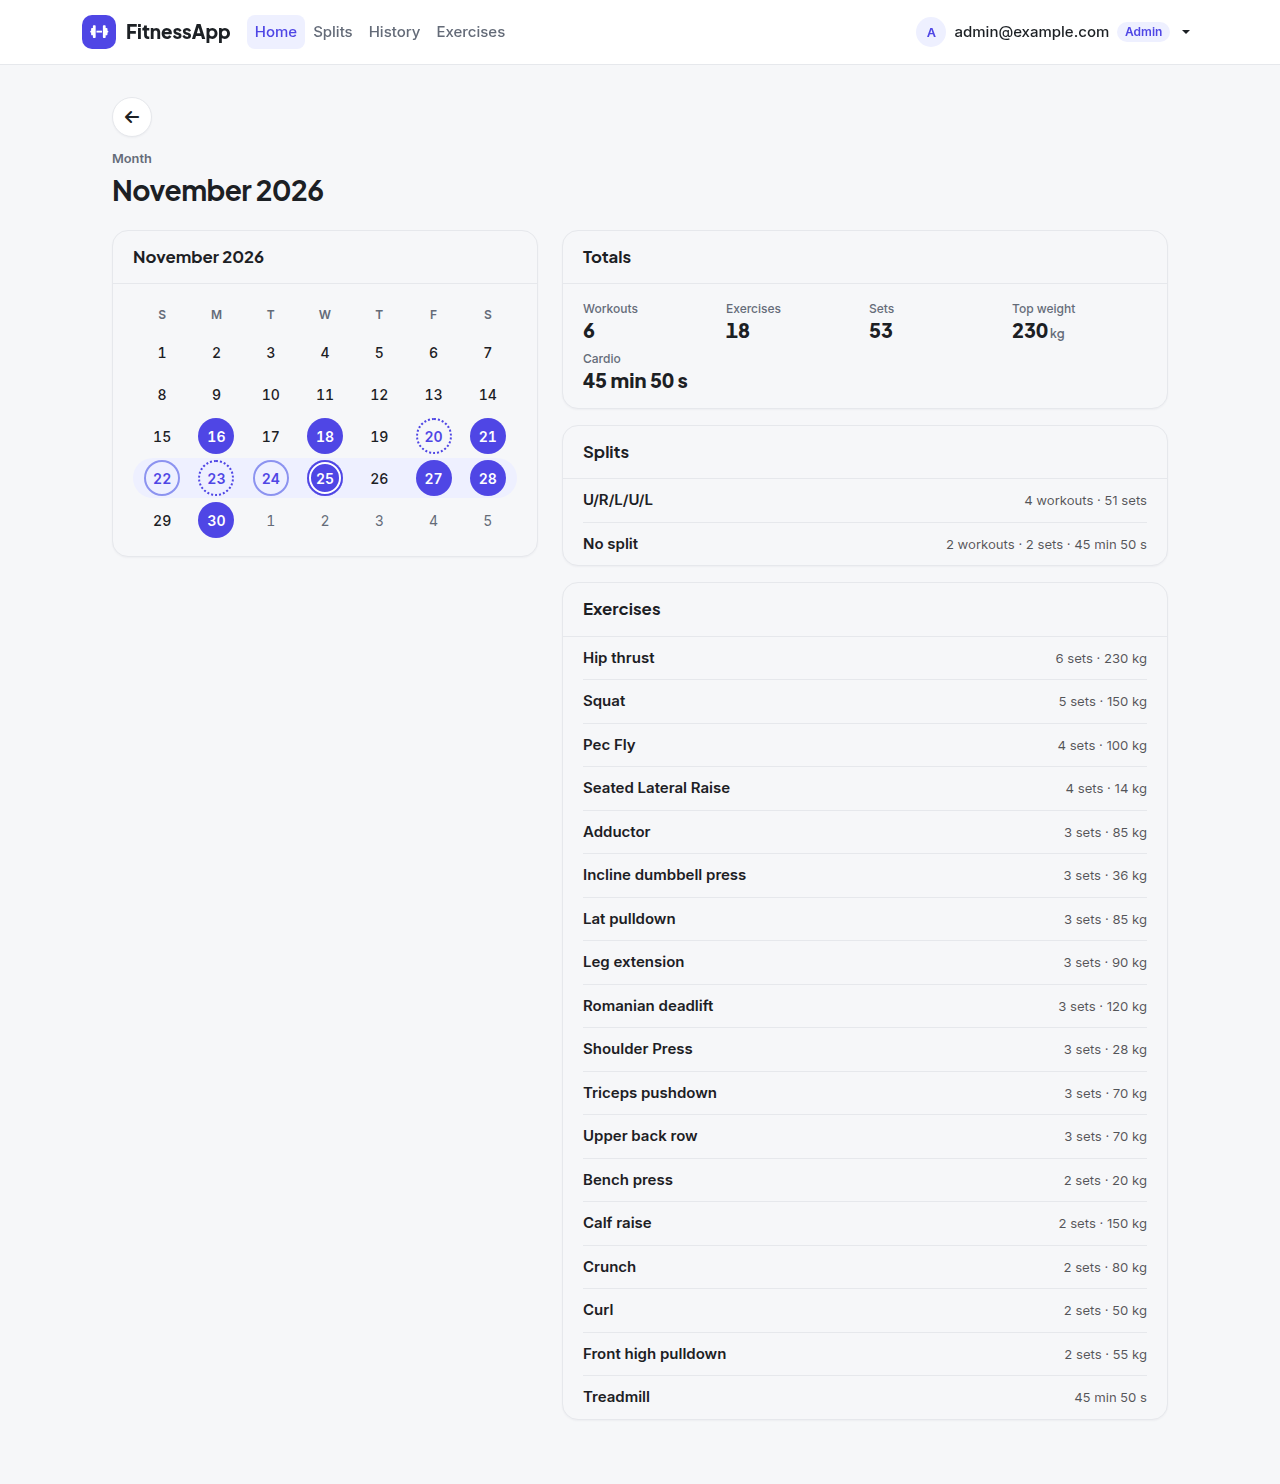 FitnessApp Home Splits History Exercises A admin@example.com Admin
Month
November 2026
November 2026
S M T W T F S
1 2 3 4 5 6 7
8 9 10 11 12 13 14
15 16 17 18 19 20 21
22 23 24 25 26 27 28
29 30 1 2 3 4 5
Totals
Workouts Exercises Sets Top weight
6 18 53 230 kg
Cardio
45 min 50 s
Splits
U/R/L/U/L 4 workouts · 51 sets
No split 2 workouts · 2 sets · 45 min 50 s
Exercises
Hip thrust 6 sets · 230 kg
Squat 5 sets · 150 kg
Pec Fly 4 sets · 100 kg
Seated Lateral Raise 4 sets · 14 kg
Adductor 3 sets · 85 kg
Incline dumbbell press 3 sets · 36 kg
Lat pulldown 3 sets · 85 kg
Leg extension 3 sets · 90 kg
Romanian deadlift 3 sets · 120 kg
Shoulder Press 3 sets · 28 kg
Triceps pushdown 3 sets · 70 kg
Upper back row 3 sets · 70 kg
Bench press 2 sets · 20 kg
Calf raise 2 sets · 150 kg
Crunch 2 sets · 80 kg
Curl 2 sets · 50 kg
Front high pulldown 2 sets · 55 kg
Treadmill 45 min 50 s